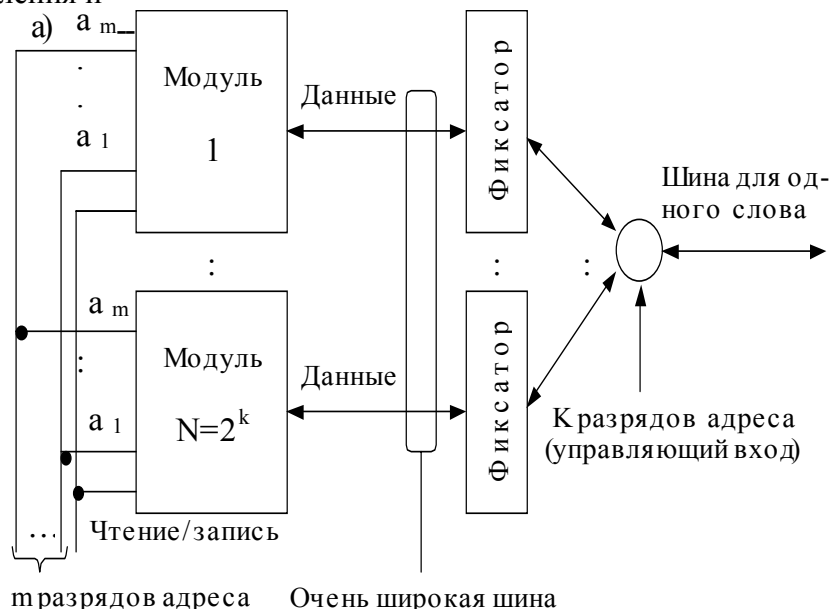 ления и
а) a m
Модуль
1
a 1
Данные
Фиксатор
Шина для од-
ного слова
a m
Модуль
N=2^k
a 1
Данные
Фиксатор
К разрядов адреса
(управляющий вход)
... Чтение/запись
m разрядов адреса
Очень широкая шина